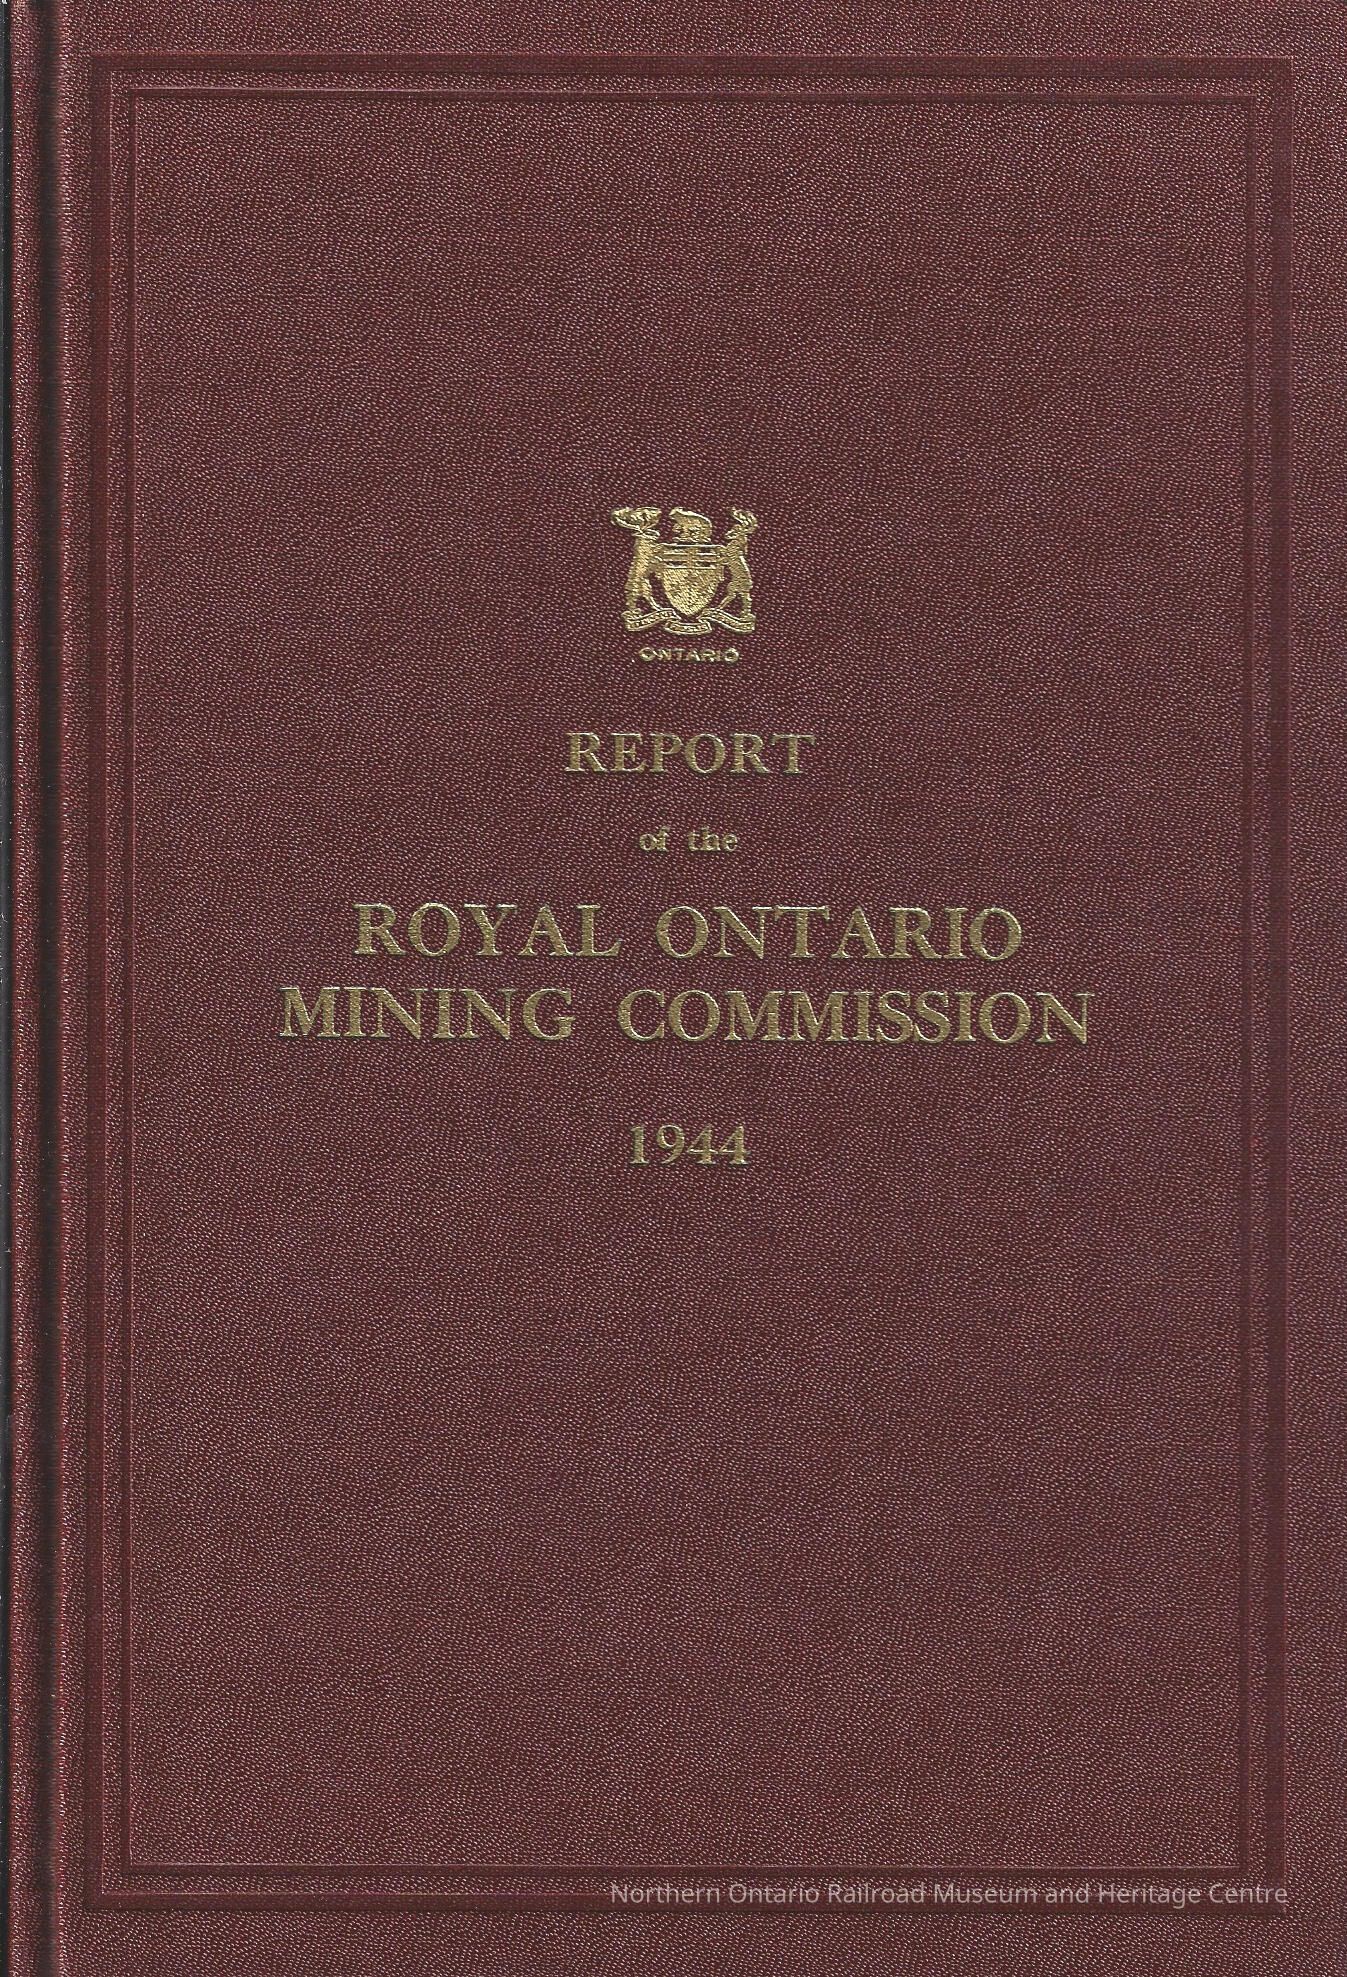 ONTARIO
REPORT
of the
ROYAL ONTARIO
MINING COMMISSION
1944
Northern Ontario Railroad Museum and Heritage Centre